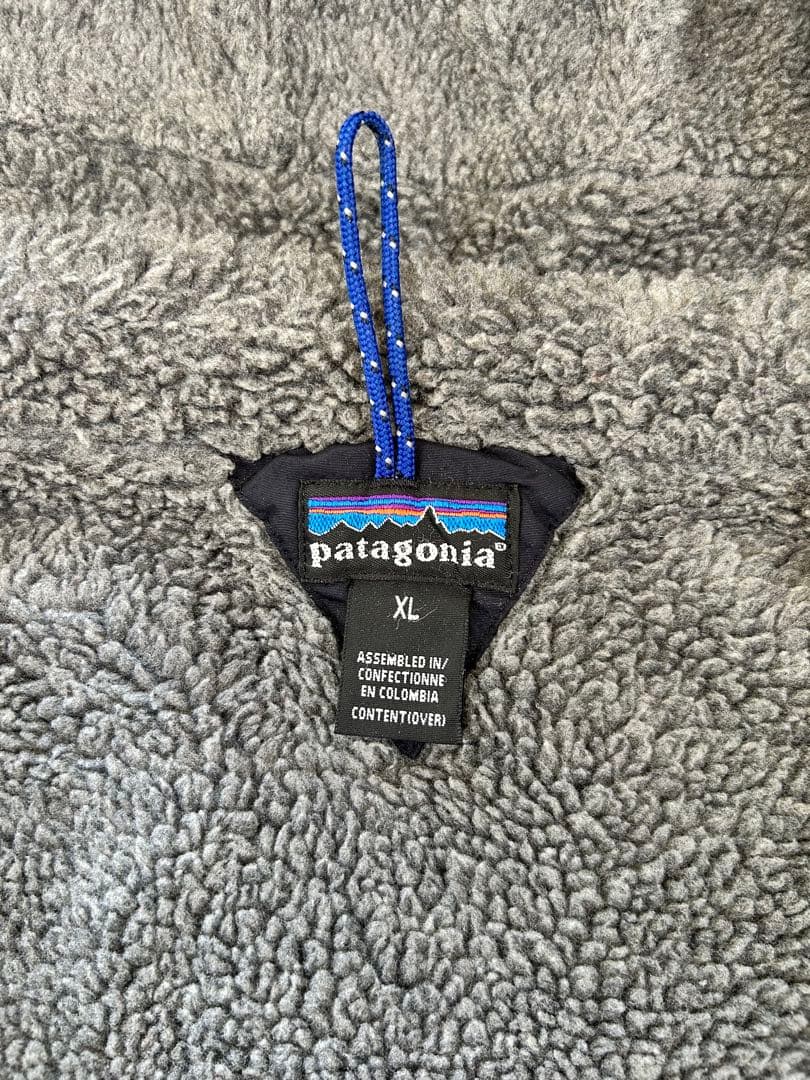 patagonia®
XL
ASSEMBLED IN/
CONFECTIONNE
EN COLOMBIA
CONTENT(OVER)